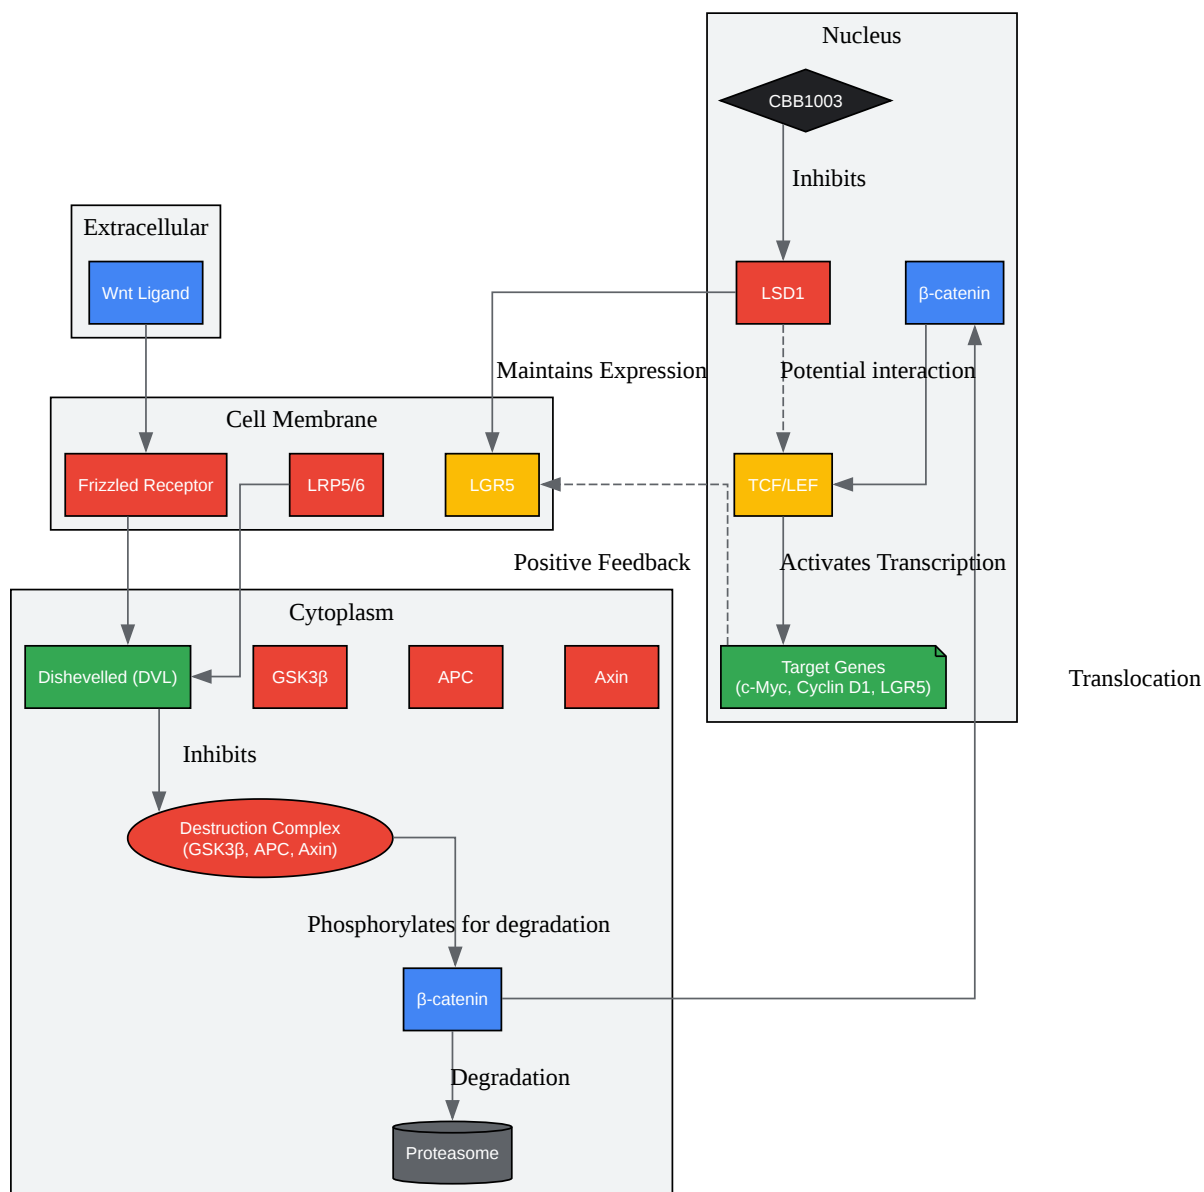 Nucleus
CBB1003
Inhibits
Extracellular
Wnt Ligand
LSD1
β-catenin
Maintains Expression
Potential interaction
Cell Membrane
Frizzled Receptor
LRP5/6
LGR5
TCF/LEF
Positive Feedback
Activates Transcription
Cytoplasm
Dishevelled (DVL)
GSK3β
APC
Axin
Target Genes
(c-Myc, Cyclin D1, LGR5)
Translocation
Inhibits
Destruction Complex
(GSK3β, APC, Axin)
Phosphorylates for degradation
β-catenin
Degradation
Proteasome